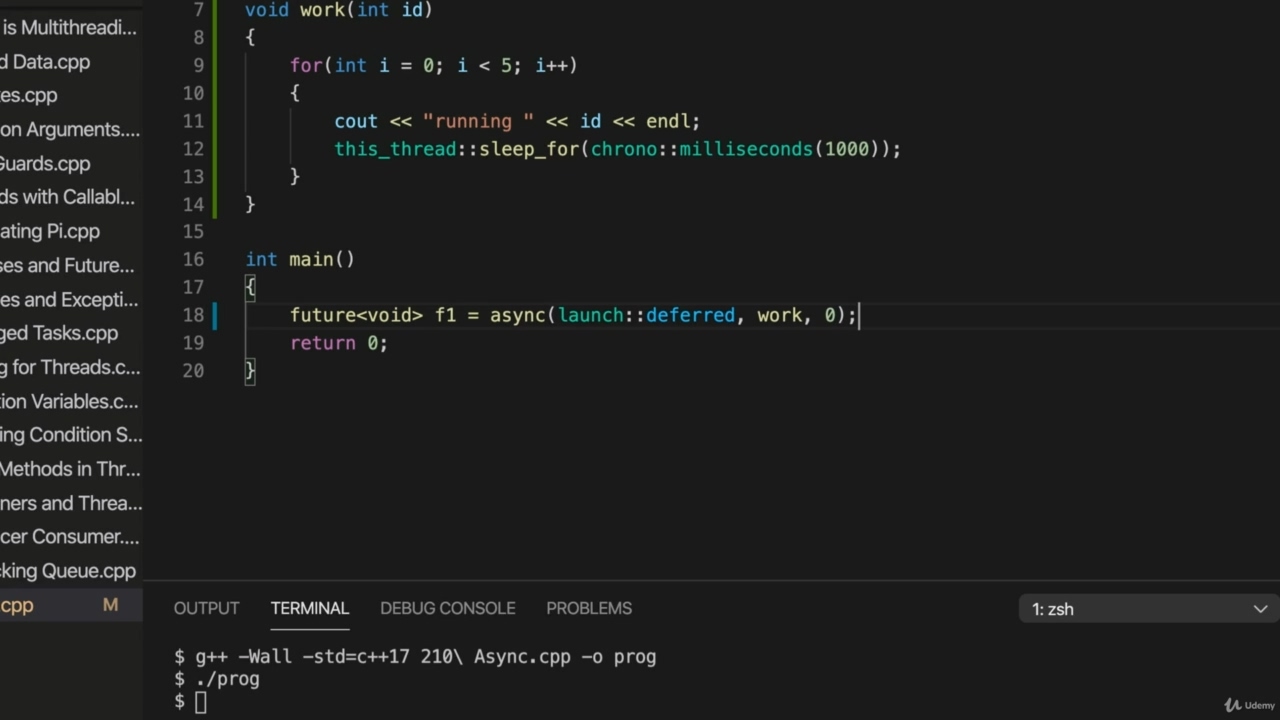 is Multithreadi...
d Data.cpp
es.cpp
on Arguments....
Guards.cpp
ds with Callabl...
ating Pi.cpp
ses and Future...
es and Excepti...
ged Tasks.cpp
g for Threads.c...
tion Variables.c...
ing Condition S...
Methods in Thr...
ners and Threa...
cer Consumer....
cking Queue.cpp
.cpp M
7 void work(int id)
8 {
9 for(int i = 0; i < 5; i++)
10 {
11 cout << "running " << id << endl;
12 this_thread::sleep_for(chrono::milliseconds(1000));
13 }
14 }
15
16 int main()
17 {
18 future<void> f1 = async(launch::deferred, work, 0);
19 return 0;
20 }
OUTPUT TERMINAL DEBUG CONSOLE PROBLEMS 1: zsh
$ g++ -Wall -std=c++17 210\ Async.cpp -o prog
$ ./prog
$
Udemy